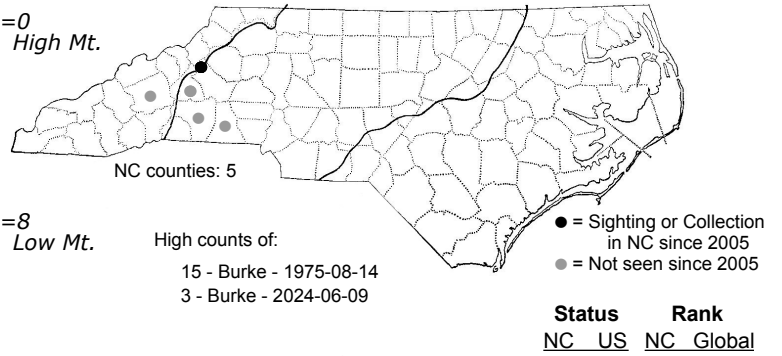 =0
High Mt.
NC counties: 5
=8
Low Mt.
High counts of:
15 - Burke - 1975-08-14
3 - Burke - 2024-06-09
● = Sighting or Collection
in NC since 2005
● = Not seen since 2005
Status Rank
NC US NC Global